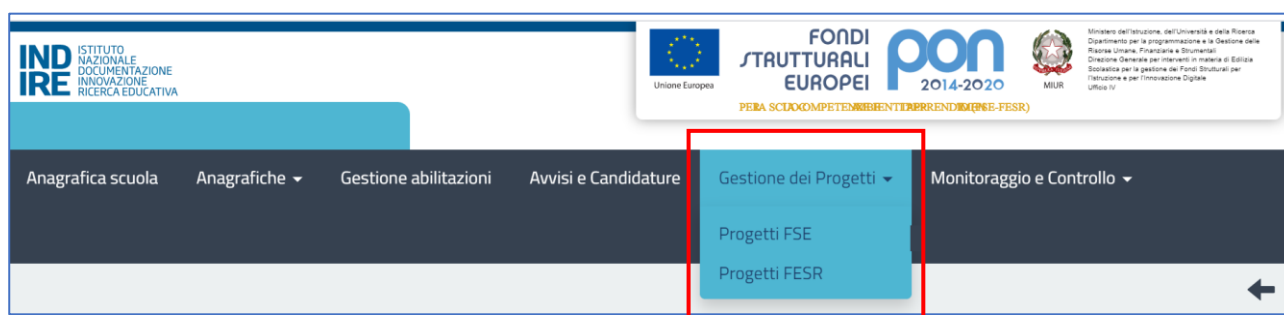 IND
IRE
ISTITUTO
NAZIONALE
DOCUMENTAZIONE
INNOVAZIONE
RICERCA EDUCATIVA
Unione Europea
FONDI
STRUTTURALI
EUROPEI
pon
2014-2020
MIUR
Ministero dell'Istruzione, dell'Università e della Ricerca
Dipartimento per la programmazione e la Gestione delle
Risorse Umane, Finanziarie e Strumentali
Direzione Generale per interventi in materia di Edilizia
Scolastica per la gestione dei Fondi Strutturali per
l'Istruzione e per l'Innovazione Digitale
Ufficio IV
Anagrafica scuola
Anagrafiche
Gestione abilitazioni
Avvisi e Candidature
Gestione dei Progetti
Monitoraggio e Controllo
Progetti FSE
Progetti FESR